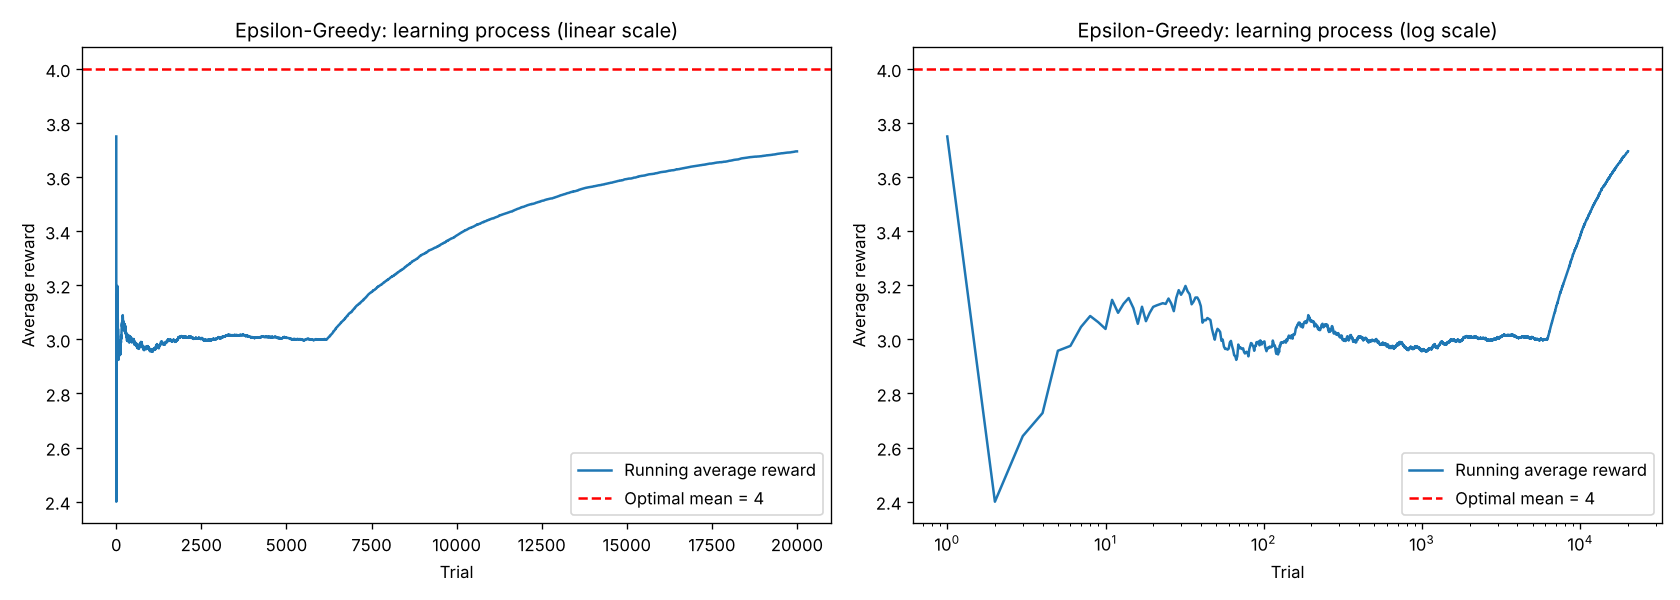 Epsilon-Greedy: learning process (linear scale)
Average reward
4.0
3.8
3.6
3.4
3.2
3.0
2.8
2.6
2.4
0 2500 5000 7500 10000 12500 15000 17500 20000
Trial
Running average reward
Optimal mean = 4
Epsilon-Greedy: learning process (log scale)
Average reward
4.0
3.8
3.6
3.4
3.2
3.0
2.8
2.6
2.4
10⁰ 10¹ 10² 10³ 10⁴
Trial
Running average reward
Optimal mean = 4